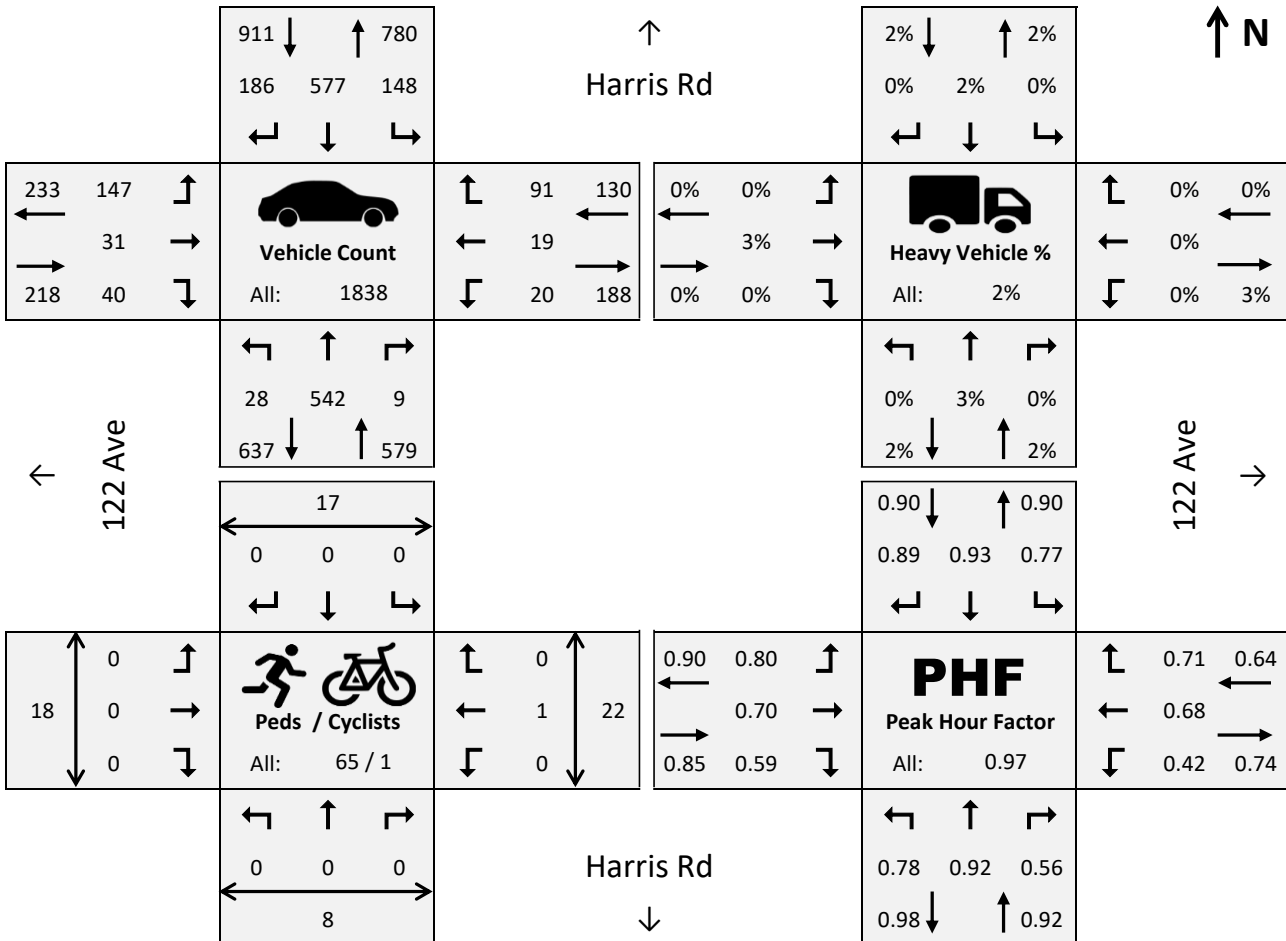 911 780 2% 2% N
Harris Rd
186 577 148 0% 2% 0%
233 147 91 130 0% 0% 0% 0%
31 Vehicle Count 19 3% Heavy Vehicle % 0%
218 40 All: 1838 20 188 0% 0% All: 2% 0% 3%
28 542 9 0% 3% 0%
637 579 2% 2%
122 Ave 122 Ave
17 0.90 0.90
0 0 0 0.89 0.93 0.77
0 0 0.90 0.80 PHF 0.71 0.64
18 0 Peds / Cyclists 1 22 0.70 Peak Hour Factor 0.68
0 All: 65 / 1 0 0.85 0.59 All: 0.97 0.42 0.74
0 0 0 Harris Rd 0.78 0.92 0.56
8 0.98 0.92